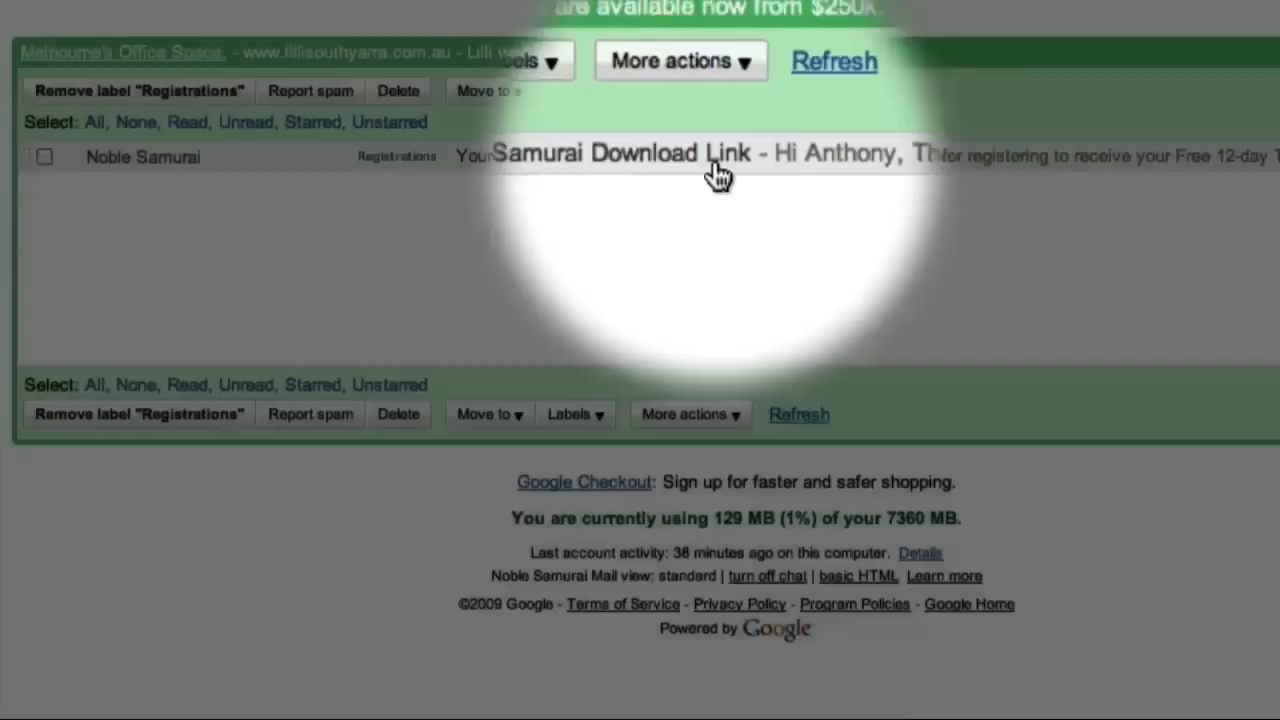 are available now from $250k.
Melbourne's Office Space. - www.lillisouthyarra.com.au - Lilli
Remove label "Registrations" Report spam Delete Move to More actions ▼ Refresh
Select: All, None, Read, Unread, Starred, Unstarred
Noble Samurai Registrations Your Samurai Download Link - Hi Anthony, for registering to receive your Free 12-day
Select: All, None, Read, Unread, Starred, Unstarred
Remove label "Registrations" Report spam Delete Move to ▼ Labels ▼ More actions ▼ Refresh
Google Checkout: Sign up for faster and safer shopping.
You are currently using 129 MB (1%) of your 7360 MB.
Last account activity: 38 minutes ago on this computer. Details
Noble Samurai Mail view: standard | turn off chat | basic HTML Learn more
©2009 Google - Terms of Service - Privacy Policy - Program Policies - Google Home
Powered by Google